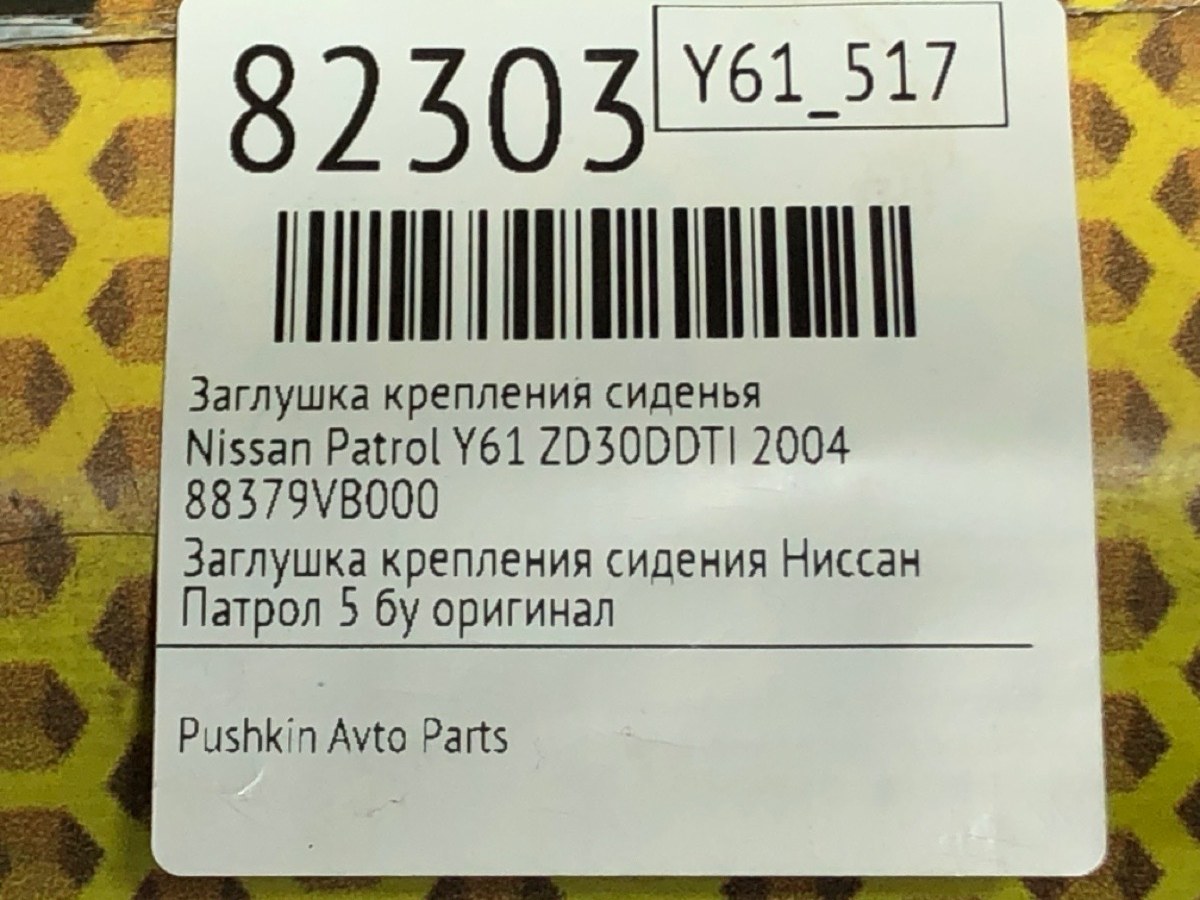 82303
Y61_517
Заглушка крепления сиденья
Nissan Patrol Y61 ZD30DDTI 2004
88379VB000
Заглушка крепления сидения Ниссан
Патрол 5 бу оригинал
Pushkin Avto Parts